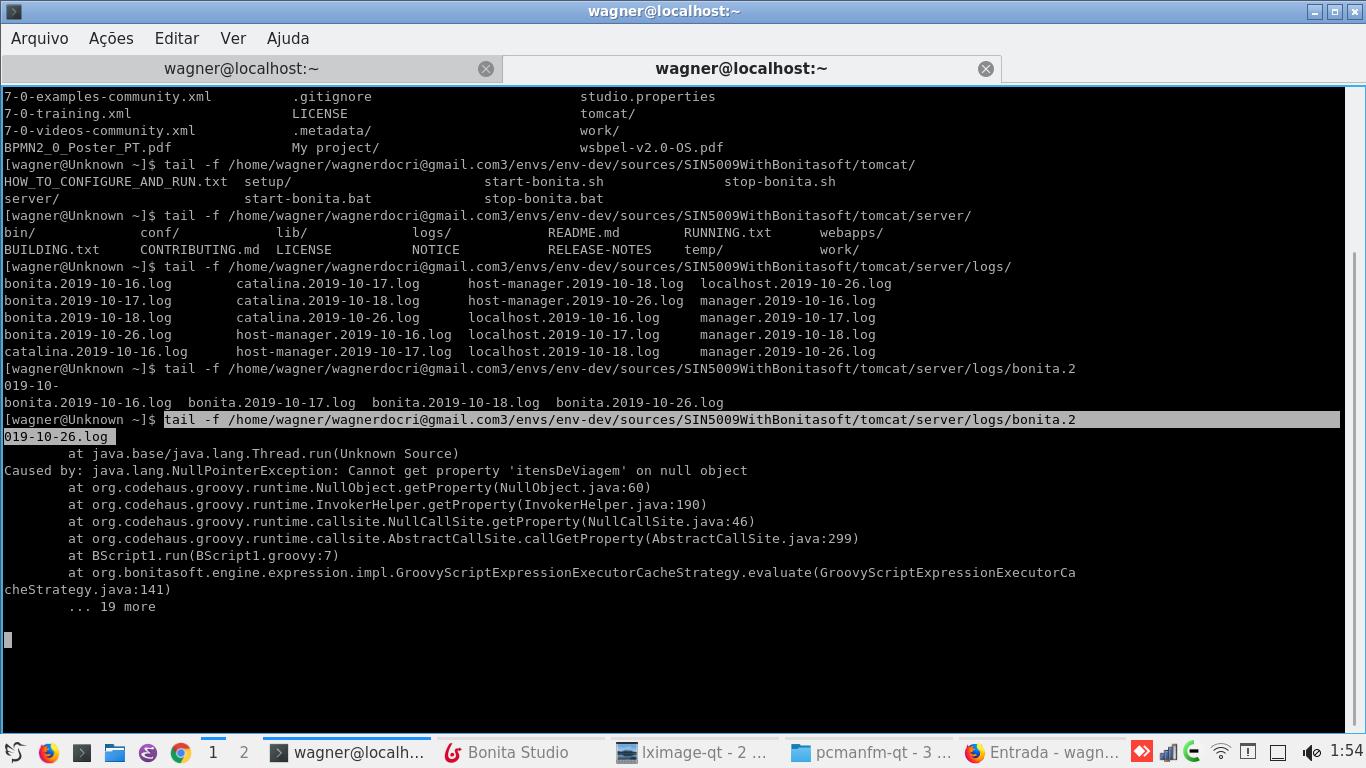 wagner@localhost:~
Arquivo Ações Editar Ver Ajuda
wagner@localhost:~ wagner@localhost:~
7-0-examples-community.xml .gitignore studio.properties
7-0-training.xml LICENSE tomcat/
7-0-videos-community.xml .metadata/ work/
BPMN2_0_Poster_PT.pdf My project/ wsbpel-v2.0-OS.pdf
[wagner@Unknown ~]$ tail -f /home/wagner/wagnerdocri@gmail.com3/envs/env-dev/sources/SIN5009WithBonitasoft/tomcat/
HOW_TO_CONFIGURE_AND_RUN.txt setup/ start-bonita.sh stop-bonita.sh
server/ start-bonita.bat stop-bonita.bat
[wagner@Unknown ~]$ tail -f /home/wagner/wagnerdocri@gmail.com3/envs/env-dev/sources/SIN5009WithBonitasoft/tomcat/server/
bin/ conf/ lib/ logs/ README.md RUNNING.txt webapps/
BUILDING.txt CONTRIBUTING.md LICENSE NOTICE RELEASE-NOTES temp/ work/
[wagner@Unknown ~]$ tail -f /home/wagner/wagnerdocri@gmail.com3/envs/env-dev/sources/SIN5009WithBonitasoft/tomcat/server/logs/
bonita.2019-10-16.log catalina.2019-10-17.log host-manager.2019-10-18.log localhost.2019-10-26.log
bonita.2019-10-17.log catalina.2019-10-18.log host-manager.2019-10-26.log manager.2019-10-16.log
bonita.2019-10-18.log catalina.2019-10-26.log localhost.2019-10-16.log manager.2019-10-17.log
bonita.2019-10-26.log host-manager.2019-10-16.log localhost.2019-10-17.log manager.2019-10-18.log
catalina.2019-10-16.log host-manager.2019-10-17.log localhost.2019-10-18.log manager.2019-10-26.log
[wagner@Unknown ~]$ tail -f /home/wagner/wagnerdocri@gmail.com3/envs/env-dev/sources/SIN5009WithBonitasoft/tomcat/server/logs/bonita.2
019-10-
bonita.2019-10-16.log bonita.2019-10-17.log bonita.2019-10-18.log bonita.2019-10-26.log
[wagner@Unknown ~]$ tail -f /home/wagner/wagnerdocri@gmail.com3/envs/env-dev/sources/SIN5009WithBonitasoft/tomcat/server/logs/bonita.2
019-10-26.log
at java.base/java.lang.Thread.run(Unknown Source)
Caused by: java.lang.NullPointerException: Cannot get property 'itensDeViagem' on null object
at org.codehaus.groovy.runtime.NullObject.getProperty(NullObject.java:60)
at org.codehaus.groovy.runtime.InvokerHelper.getProperty(InvokerHelper.java:190)
at org.codehaus.groovy.runtime.callsite.NullCallSite.getProperty(NullCallSite.java:46)
at org.codehaus.groovy.runtime.callsite.AbstractCallSite.callGetProperty(AbstractCallSite.java:299)
at BScript1.run(BScript1.groovy:7)
at org.bonitasoft.engine.expression.impl.GroovyScriptExpressionExecutorCacheStrategy.evaluate(GroovyScriptExpressionExecutorCa
cheStrategy.java:141)
... 19 more
1 2 wagner@localh... Bonita Studio lximage-qt - 2 ... pcmanfm-qt - 3 ... Entrada - wagn... 1:54